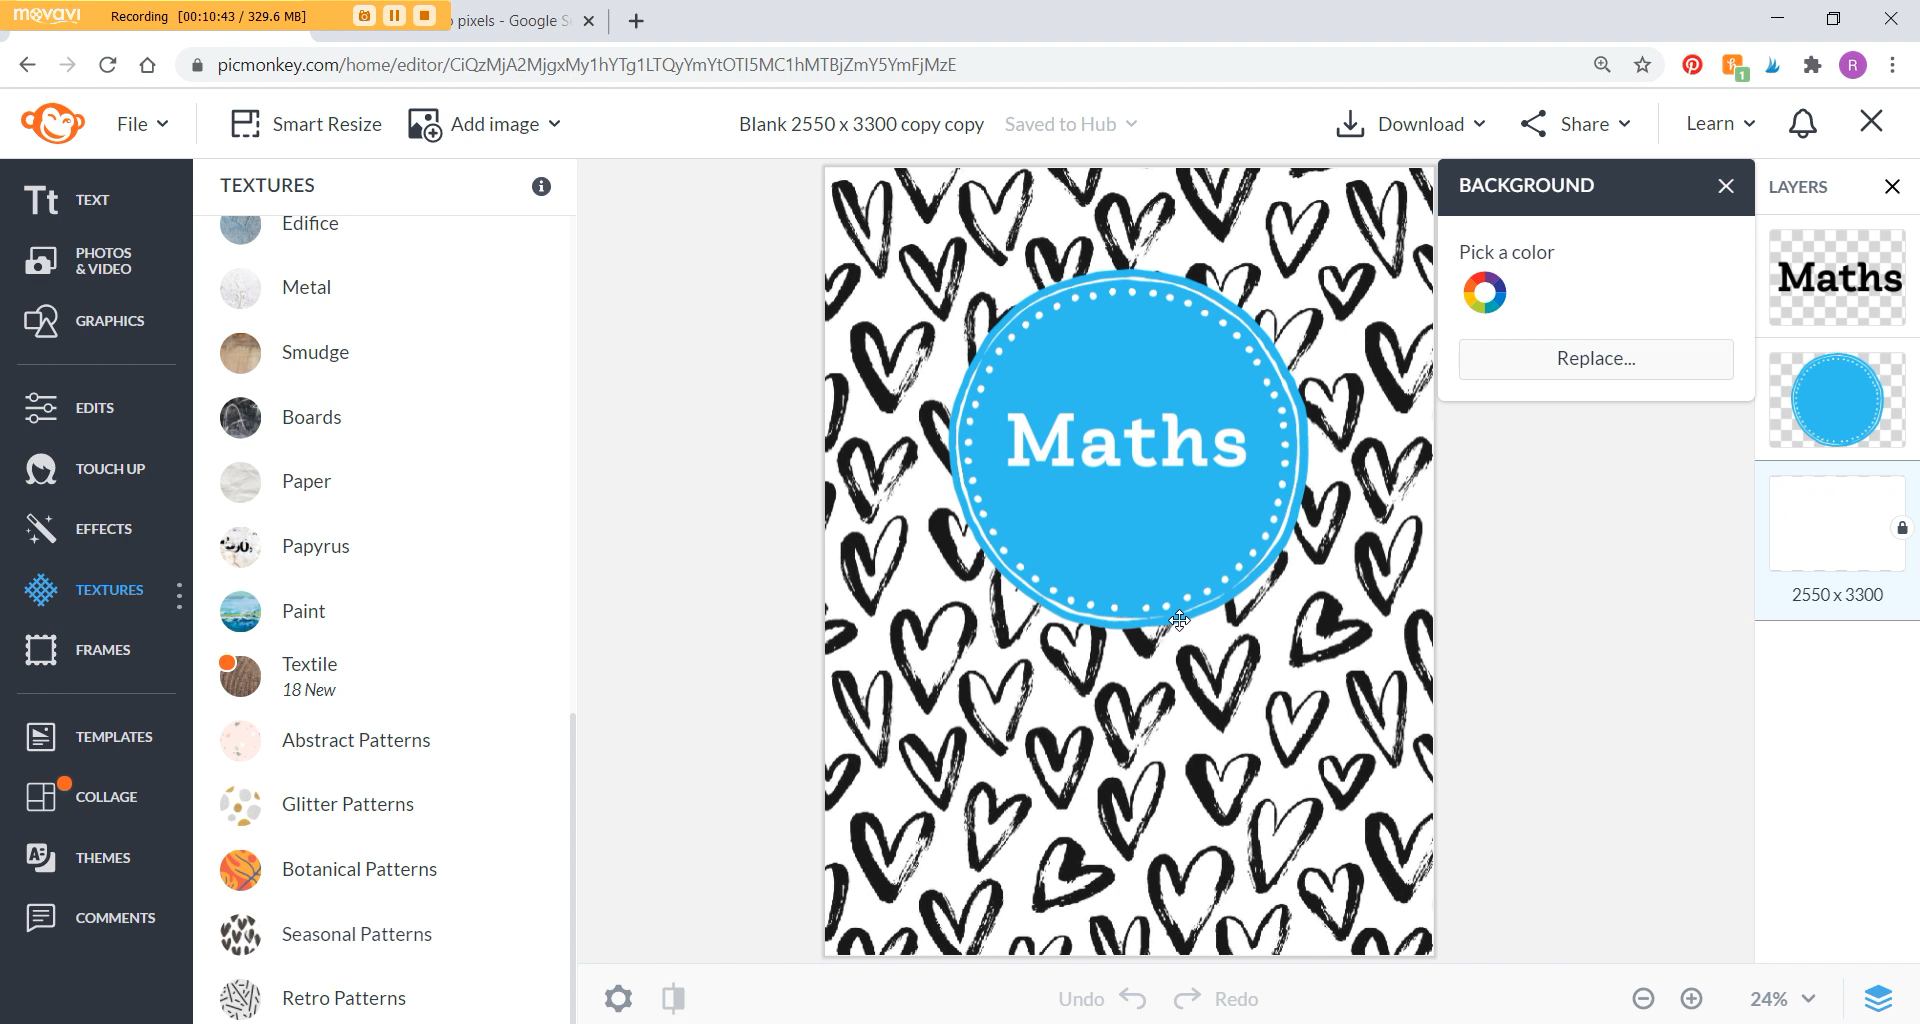 movavi Recording [00:10:43 / 329.6 MB] pixels - Google S
picmonkey.com/home/editor/CiQzMjA2MjgxMy1hYTg1LTQyYmYtOTI5MC1hMTBjZmY5YmFjMzE
1
R
File Smart Resize Add image Blank 2550 x 3300 copy copy Saved to Hub Download Share Learn
Tt TEXT
PHOTOS
& VIDEO
GRAPHICS
EDITS
TOUCH UP
EFFECTS
TEXTURES
FRAMES
TEMPLATES
COLLAGE
THEMES
COMMENTS
TEXTURES
Edifice
Metal
Smudge
Boards
Paper
Papyrus
Paint
Textile
18 New
Abstract Patterns
Glitter Patterns
Botanical Patterns
Seasonal Patterns
Retro Patterns
Maths
BACKGROUND
Pick a color
Replace...
LAYERS
Maths
2550 x 3300
Undo Redo
24%